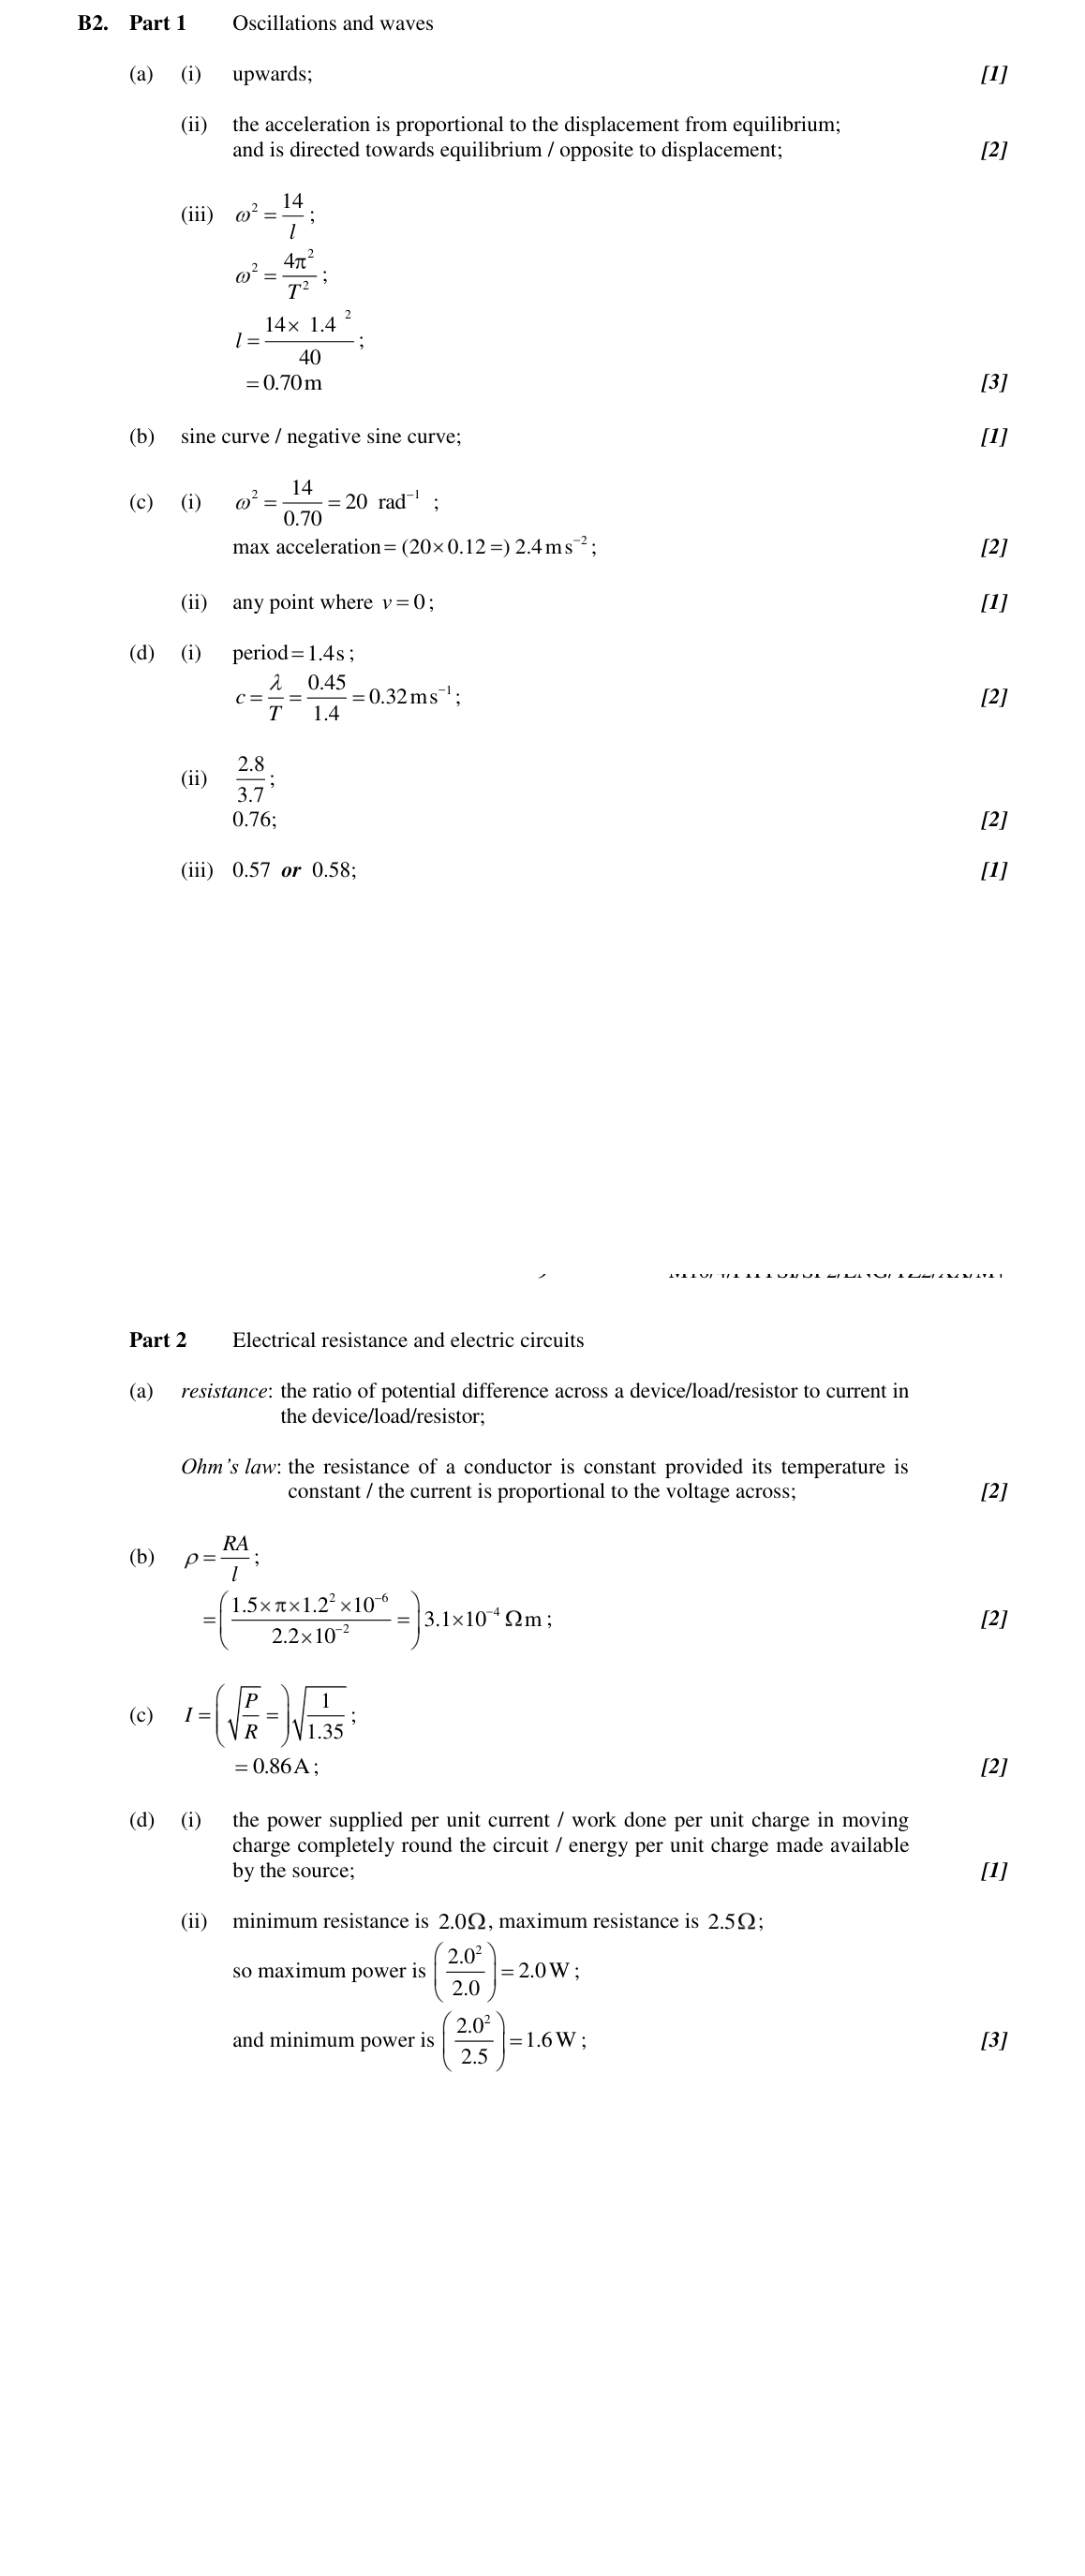 B2. Part 1 Oscillations and waves
(a) (i) upwards; [1]
(ii) the acceleration is proportional to the displacement from equilibrium;
and is directed towards equilibrium / opposite to displacement; [2]
(iii) ω² = 14/l ;
ω² = 4π²/T² ;
l = 14× 1.4 ²/40 ;
= 0.70 m [3]
(b) sine curve / negative sine curve; [1]
(c) (i) ω² = 14/0.70 = 20 rad⁻¹ ;
max acceleration = (20×0.12 =) 2.4 m s⁻² ; [2]
(ii) any point where v = 0 ; [1]
(d) (i) period = 1.4 s ;
c = λ/T = 0.45/1.4 = 0.32 m s⁻¹ ; [2]
(ii) 2.8/3.7 ;
0.76; [2]
(iii) 0.57 or 0.58; [1]
Part 2 Electrical resistance and electric circuits
(a) resistance: the ratio of potential difference across a device/load/resistor to current in
the device/load/resistor;
Ohm's law: the resistance of a conductor is constant provided its temperature is
constant / the current is proportional to the voltage across; [2]
(b) ρ = RA/l ;
= (1.5×π×1.2²×10⁻⁶/2.2×10⁻² =) 3.1×10⁻⁴ Ω m ; [2]
(c) I = (√(P/R) =) √(1/1.35) ;
= 0.86 A ; [2]
(d) (i) the power supplied per unit current / work done per unit charge in moving
charge completely round the circuit / energy per unit charge made available
by the source; [1]
(ii) minimum resistance is 2.0Ω, maximum resistance is 2.5Ω;
so maximum power is (2.0²/2.0) = 2.0 W ;
and minimum power is (2.0²/2.5) = 1.6 W ; [3]